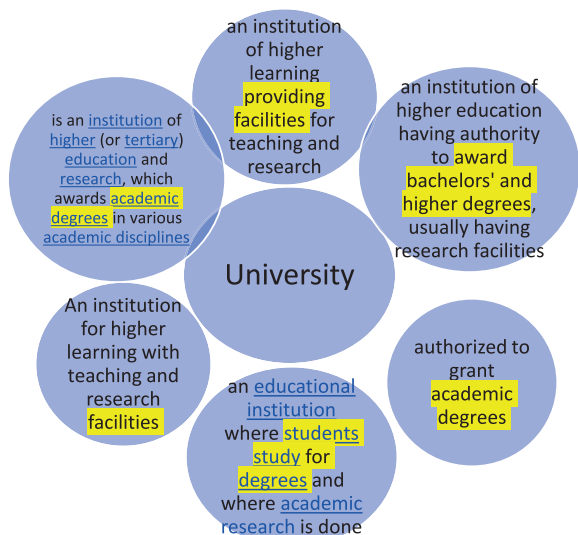 an institution
of higher
learning
providing
facilities for
teaching and
research
an institution of
higher education
having authority
to award
bachelors' and
higher degrees,
usually having
research facilities
is an institution of
higher (or tertiary)
education and
research, which
awards academic
degrees in various
academic disciplines
University
An institution
for higher
learning with
teaching and
research
facilities
authorized to
grant
academic
degrees
an educational
institution
where students
study for
degrees and
where academic
research is done